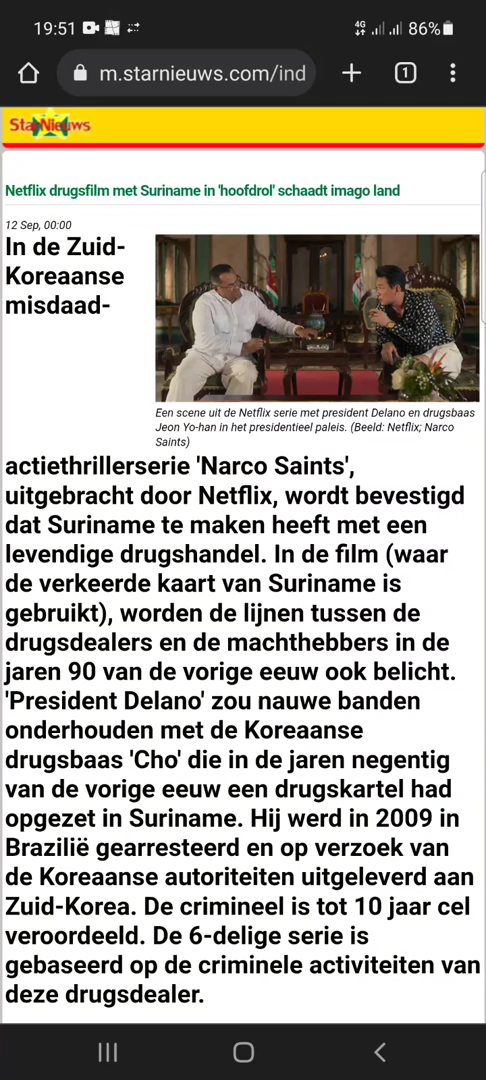 19:51 4G 86%
m.starnieuws.com/ind 1
StarNieuws
Netflix drugsfilm met Suriname in 'hoofdrol' schaadt imago land
12 Sep, 00:00
In de Zuid-
Koreaanse
misdaad-
Een scene uit de Netflix serie met president Delano en drugsbaas
Jeon Yo-han in het presidentieel paleis. (Beeld: Netflix; Narco
Saints)
actiethrillerserie 'Narco Saints',
uitgebracht door Netflix, wordt bevestigd
dat Suriname te maken heeft met een
levendige drugshandel. In de film (waar
de verkeerde kaart van Suriname is
gebruikt), worden de lijnen tussen de
drugsdealers en de machthebbers in de
jaren 90 van de vorige eeuw ook belicht.
'President Delano' zou nauwe banden
onderhouden met de Koreaanse
drugsbaas 'Cho' die in de jaren negentig
van de vorige eeuw een drugskartel had
opgezet in Suriname. Hij werd in 2009 in
Brazilië gearresteerd en op verzoek van
de Koreaanse autoriteiten uitgeleverd aan
Zuid-Korea. De crimineel is tot 10 jaar cel
veroordeeld. De 6-delige serie is
gebaseerd op de criminele activiteiten van
deze drugsdealer.